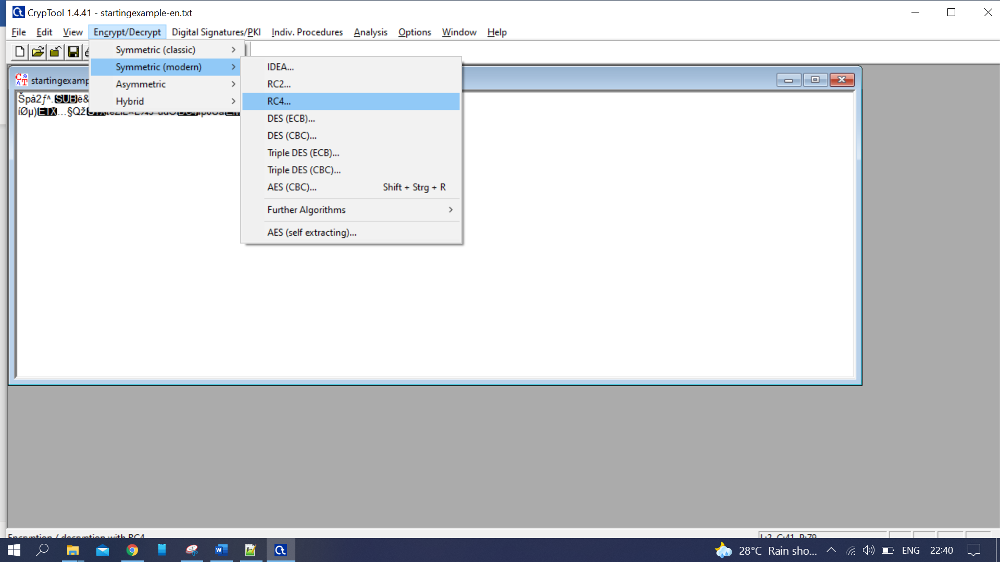 CrypTool 1.4.41 - startingexample-en.txt
File Edit View Encrypt/Decrypt Digital Signatures/PKI Indiv. Procedures Analysis Options Window Help
Symmetric (classic)
Symmetric (modern)
Asymmetric
Hybrid
IDEA...
RC2...
RC4...
DES (ECB)...
DES (CBC)...
Triple DES (ECB)...
Triple DES (CBC)...
AES (CBC)... Shift + Strg + R
Further Algorithms
AES (self extracting)...
startingexamp
Špà2ƒ^.SUBë&
íØµ)ETX...§Qž
Encryption / decryption with RC4
L:2 C:41 P:79
28°C Rain sho... ENG 22:40